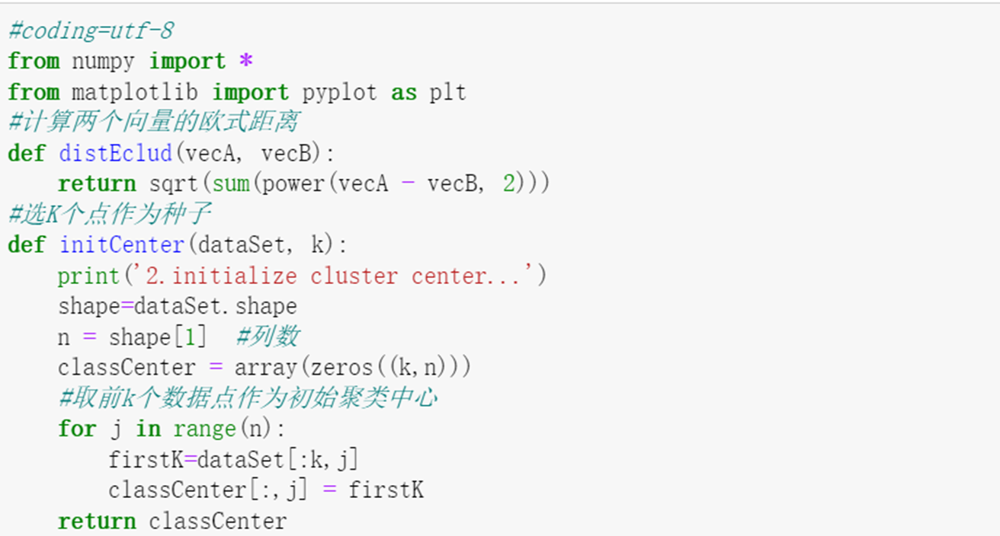 #coding=utf-8
from numpy import *
from matplotlib import pyplot as plt
#计算两个向量的欧式距离
def distEclud(vecA, vecB):
    return sqrt(sum(power(vecA - vecB, 2)))
#选K个点作为种子
def initCenter(dataSet, k):
    print('2.initialize cluster center...')
    shape=dataSet.shape
    n = shape[1]  #列数
    classCenter = array(zeros((k,n)))
    #取前k个数据点作为初始聚类中心
    for j in range(n):
        firstK=dataSet[:k,j]
        classCenter[:,j] = firstK
    return classCenter